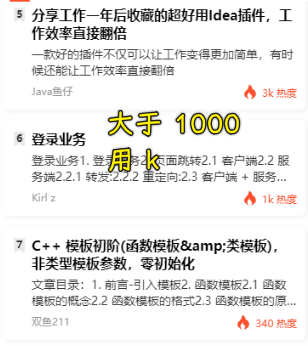 5
分享工作一年后收藏的超好用Idea插件，工
作效率直接翻倍
一款好的插件不仅可以让工作变得更加简单，有时
候还能让工作效率直接翻倍
Java鱼仔
3k 热度
大于 1000
用 k
6
登录业务
登录业务1. 登录业务2.页面跳转2.1 客户端2.2 服
务端2.2.1 转发:2.2.2 重定向:2.3 客户端 + 服务...
Kirl z
1k 热度
7
C++ 模板初阶(函数模板&amp;类模板)，
非类型模板参数，零初始化
文章目录：1. 前言-引入模板2. 函数模板2.1 函数
模板的概念2.2 函数模板的格式2.3 函数模板的原...
双鱼211
340 热度